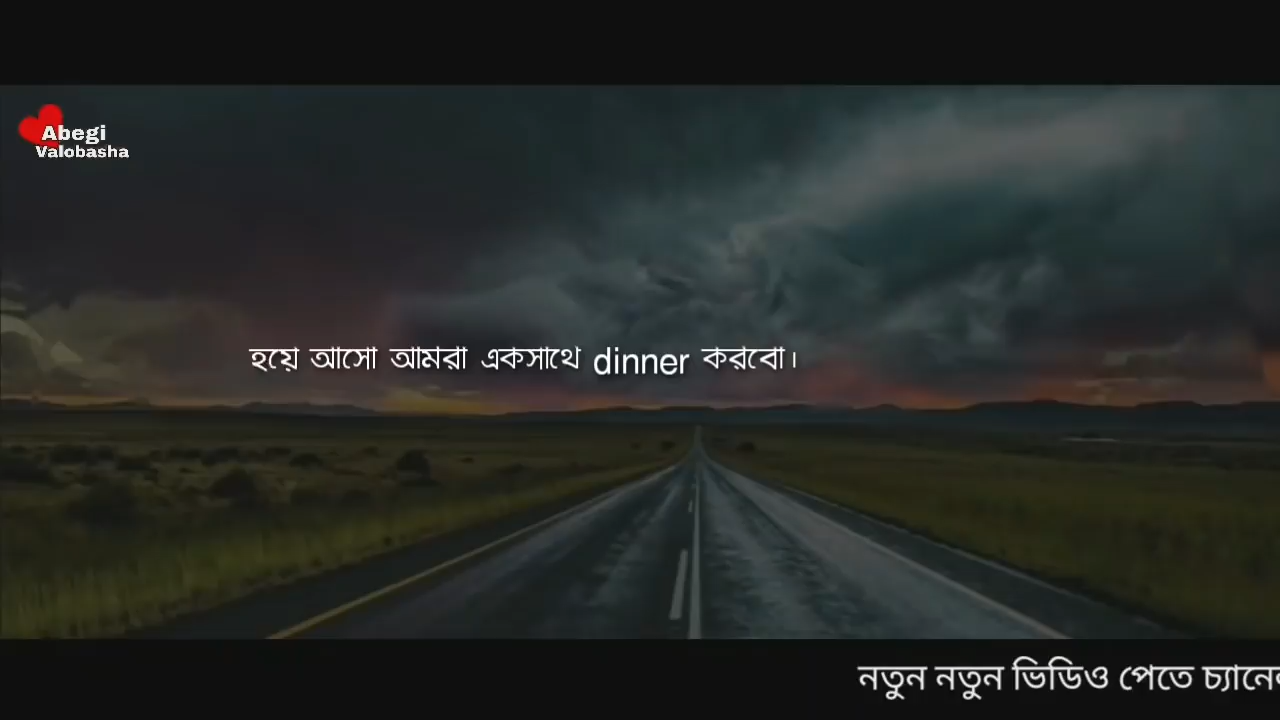 Abegi
Valobasha
হয়ে আসো আমরা একসাথে dinner করবো।
নতুন নতুন ভিডিও পেতে